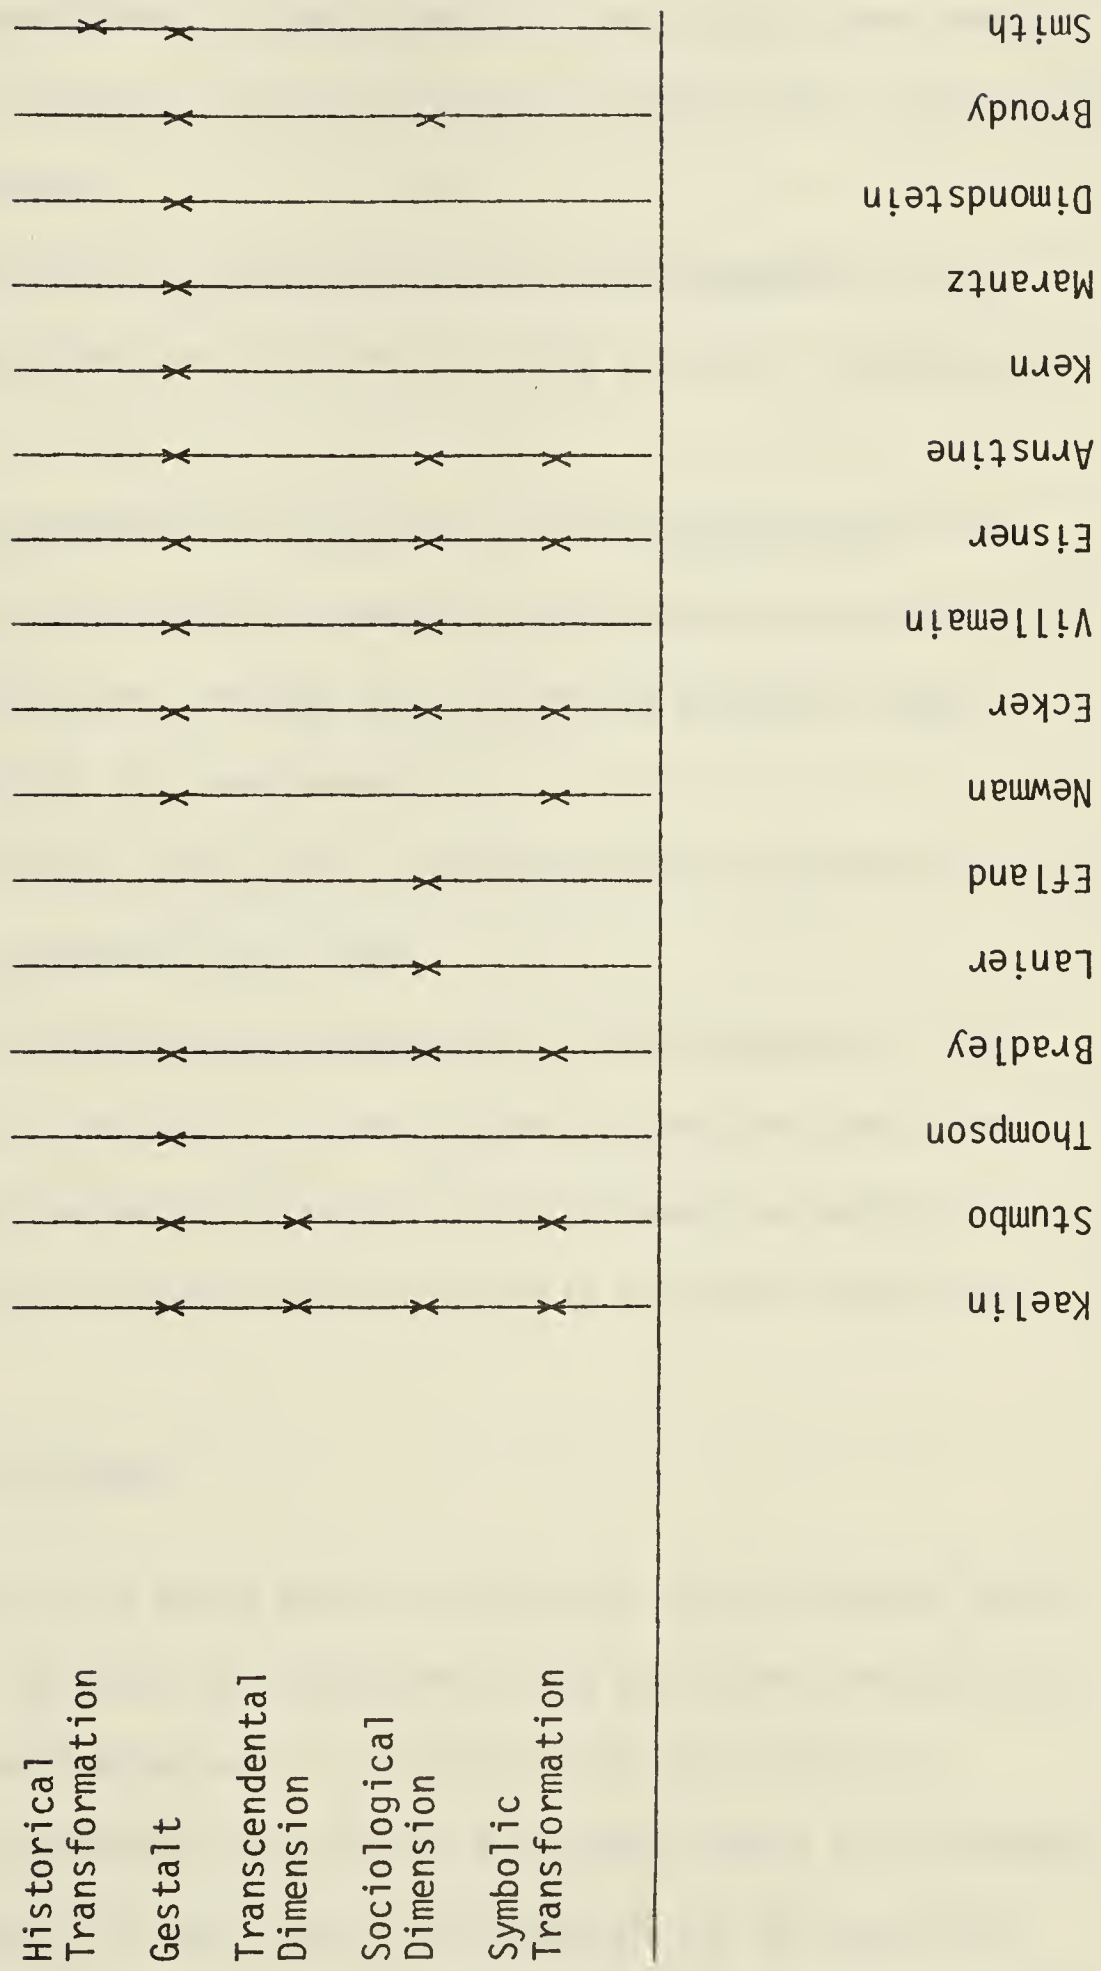 Historical
Transformation
Gestalt
Transcendental
Dimension
Sociological
Dimension
Symbolic
Transformation
Kaelin
Stumbo
Thompson
Bradley
Lanier
Efland
Newman
Ecker
Villemain
Eisner
Arnstine
Kern
Marantz
Dimondstein
Broudy
Smith